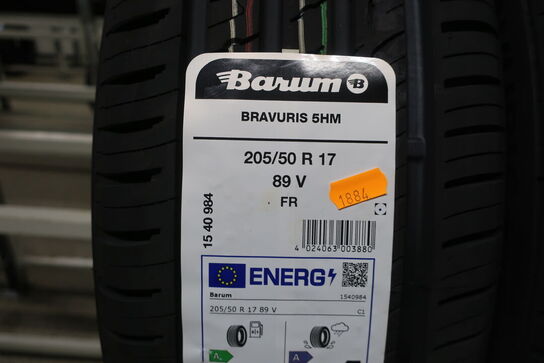 Barum B
BRAVURIS 5HM
205/50 R 17
89 V
FR
1884
15 40 984
4 024063 003880
ENERG
Barum 1540984
205/50 R 17 89 V C1
A
A